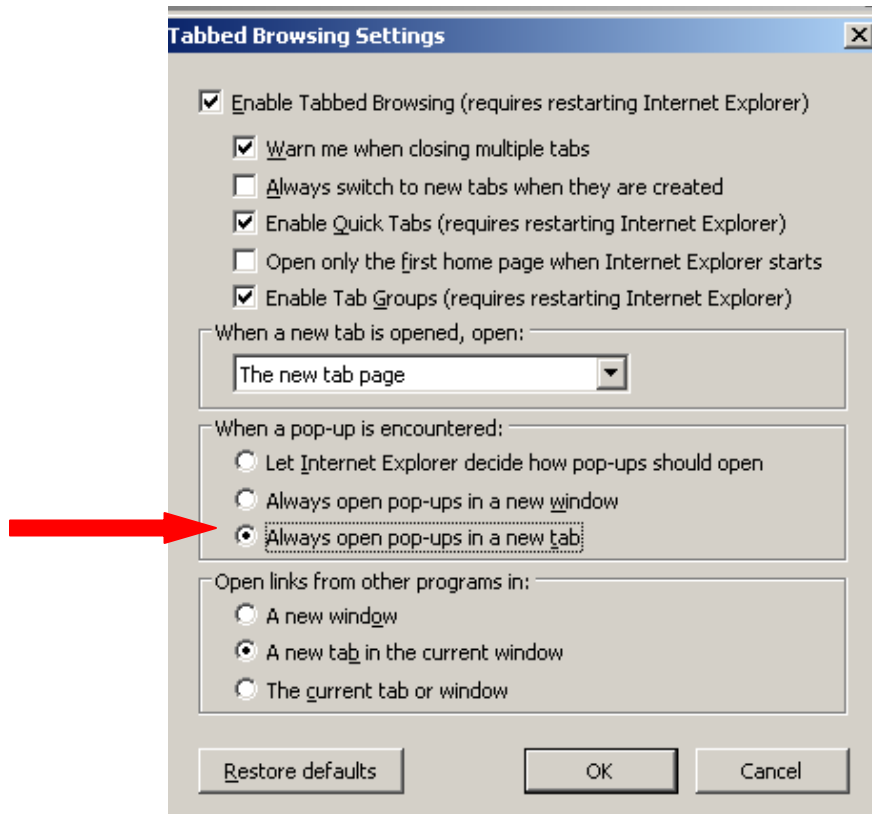 Tabbed Browsing Settings
Enable Tabbed Browsing (requires restarting Internet Explorer)
Warn me when closing multiple tabs
Always switch to new tabs when they are created
Enable Quick Tabs (requires restarting Internet Explorer)
Open only the first home page when Internet Explorer starts
Enable Tab Groups (requires restarting Internet Explorer)
When a new tab is opened, open:
The new tab page
When a pop-up is encountered:
Let Internet Explorer decide how pop-ups should open
Always open pop-ups in a new window
Always open pop-ups in a new tab
Open links from other programs in:
A new window
A new tab in the current window
The current tab or window
Restore defaults OK Cancel